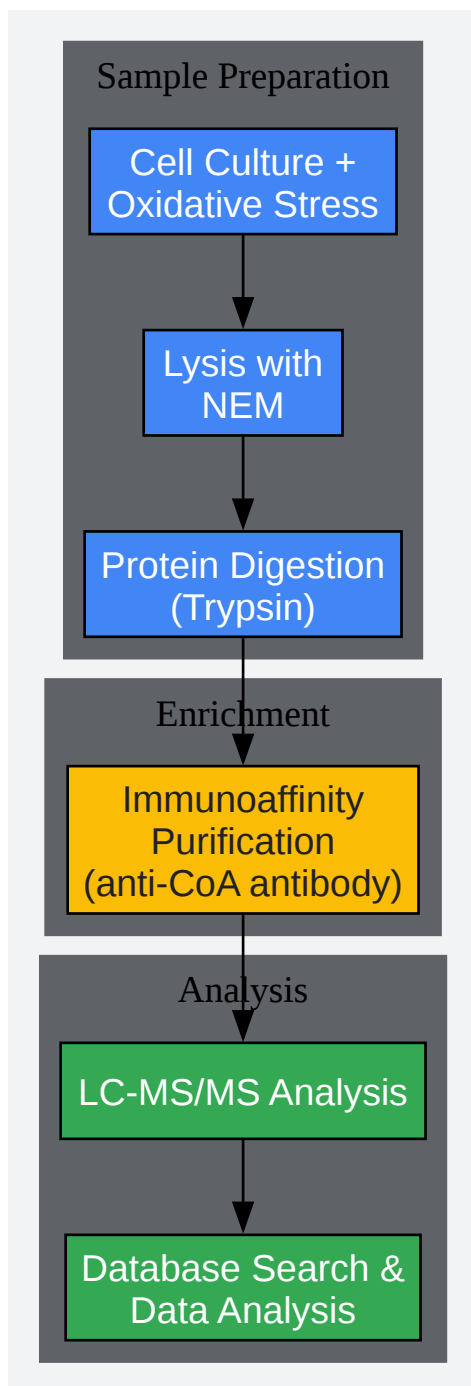 Sample Preparation
Cell Culture +
Oxidative Stress
Lysis with
NEM
Protein Digestion
(Trypsin)
Enrichment
Immunoaffinity
Purification
(anti-CoA antibody)
Analysis
LC-MS/MS Analysis
Database Search &
Data Analysis